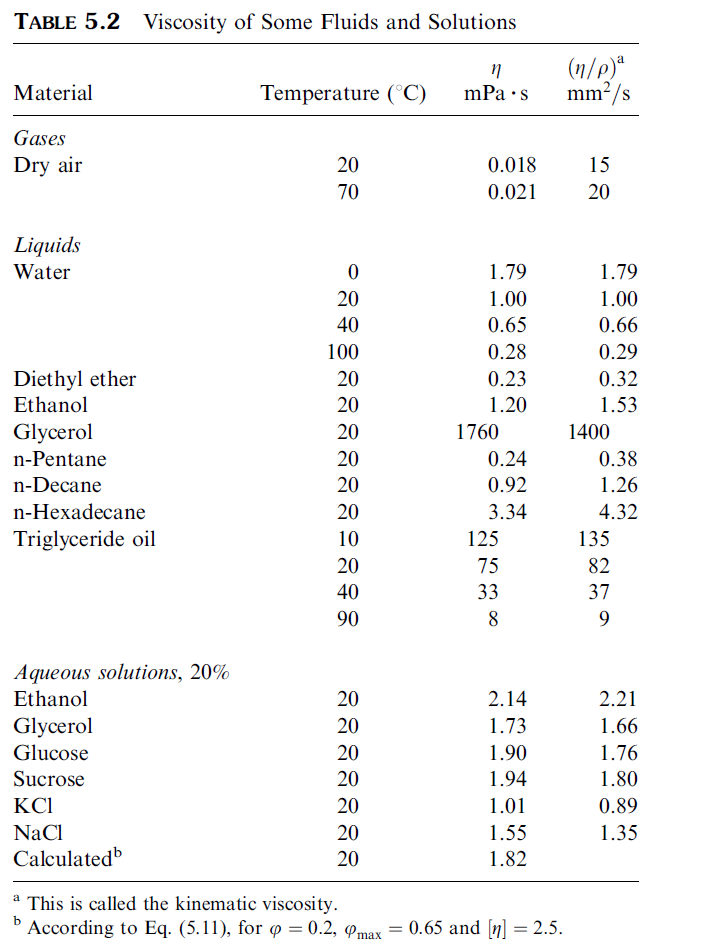 TABLE 5.2 Viscosity of Some Fluids and Solutions
η (η/ρ)ᵃ
Material Temperature (°C) mPa · s mm²/s
Gases
Dry air 20 0.018 15
70 0.021 20
Liquids
Water 0 1.79 1.79
20 1.00 1.00
40 0.65 0.66
100 0.28 0.29
Diethyl ether 20 0.23 0.32
Ethanol 20 1.20 1.53
Glycerol 20 1760 1400
n-Pentane 20 0.24 0.38
n-Decane 20 0.92 1.26
n-Hexadecane 20 3.34 4.32
Triglyceride oil 10 125 135
20 75 82
40 33 37
90 8 9
Aqueous solutions, 20%
Ethanol 20 2.14 2.21
Glycerol 20 1.73 1.66
Glucose 20 1.90 1.76
Sucrose 20 1.94 1.80
KCl 20 1.01 0.89
NaCl 20 1.55 1.35
Calculatedᵇ 20 1.82
ᵃ This is called the kinematic viscosity.
ᵇ According to Eq. (5.11), for φ = 0.2, φmax = 0.65 and [η] = 2.5.